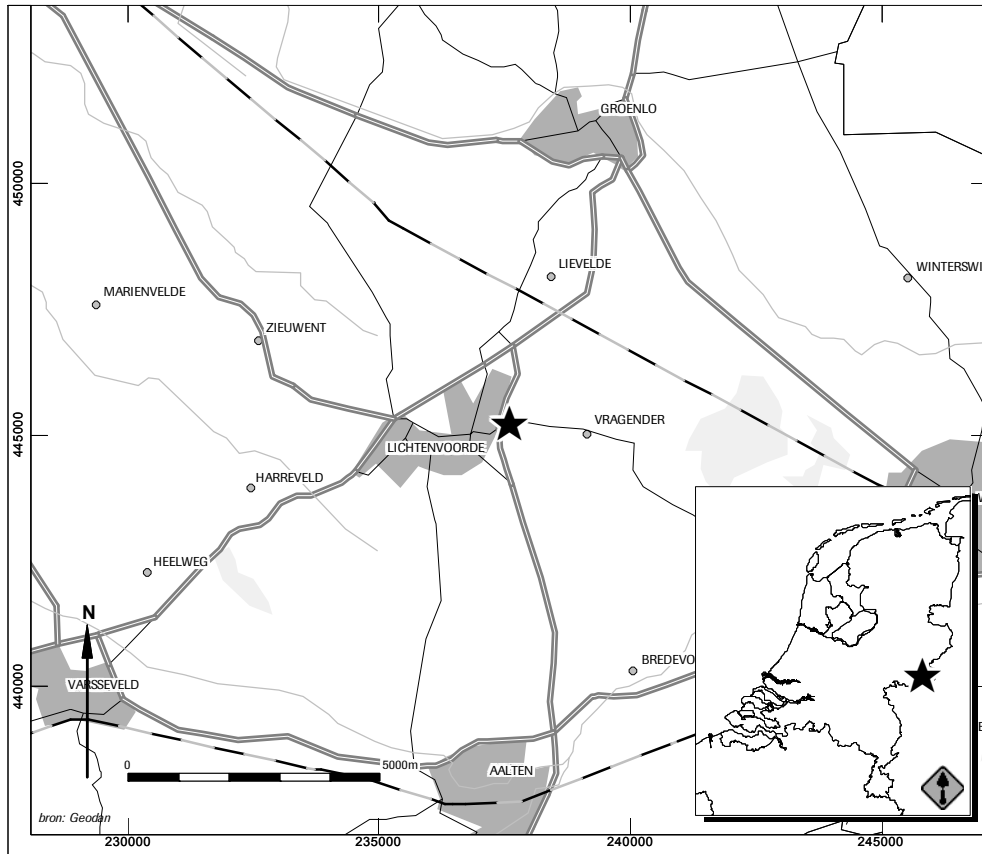 GROENLO
450000
LIEVELDE
WINTERSWI
MARIENVELDE
ZIEUWENT
445000
VRAGENDER
LICHTENVOORDE
HARREVELD
HEELWEG
N
BREDEVO
440000
VARSSEVELD
0
5000m
AALTEN
bron: Geodan
230000
235000
240000
245000